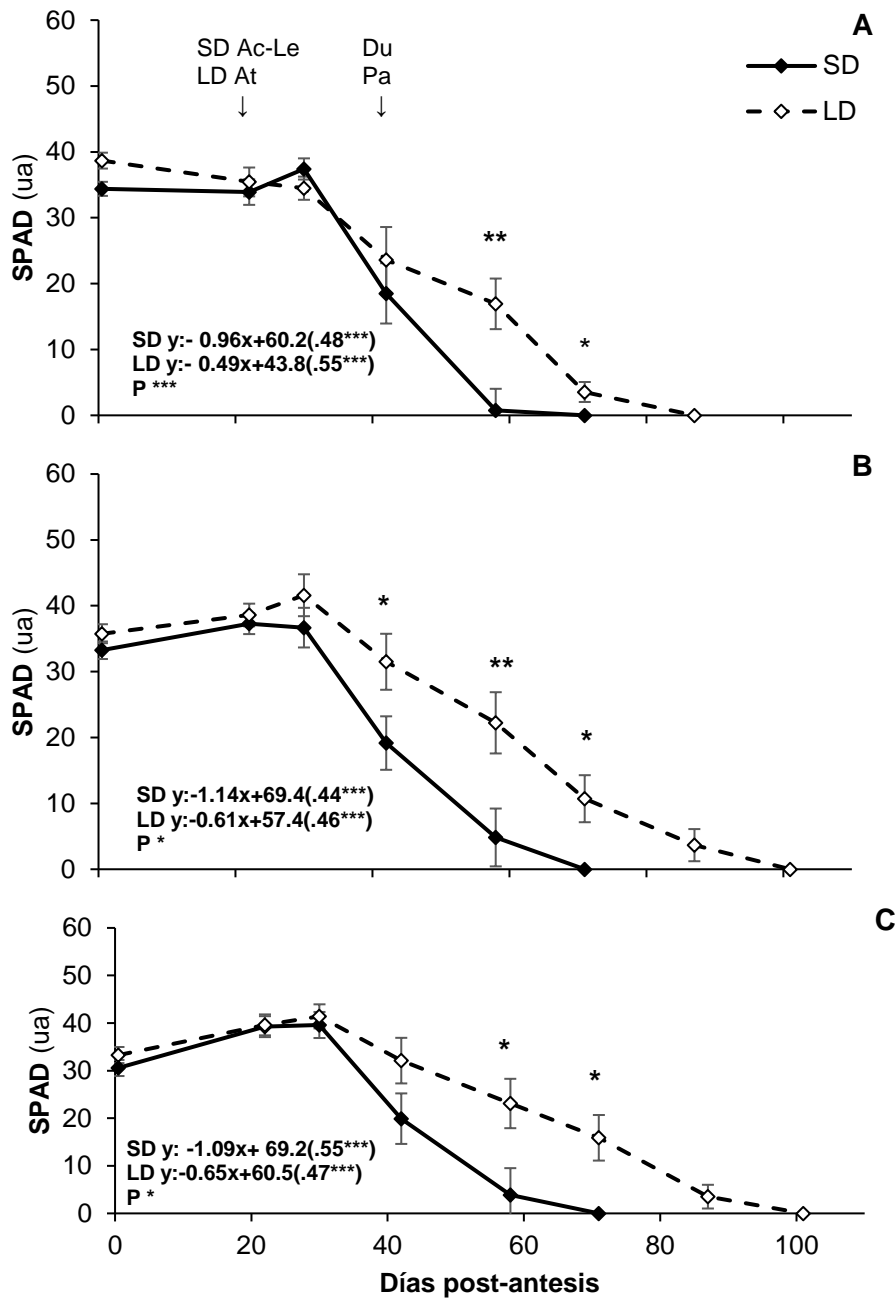 A
60
50
40
30
20
10
0
SPAD (ua)
SD Ac-Le
LD At
↓
Du
Pa
↓
SD
LD
**
*
SD y:- 0.96x+60.2(.48***)
LD y:- 0.49x+43.8(.55***)
P ***
B
60
50
40
30
20
10
0
SPAD (ua)
*
**
*
SD y:-1.14x+69.4(.44***)
LD y:-0.61x+57.4(.46***)
P *
C
60
50
40
30
20
10
0
SPAD (ua)
*
*
SD y: -1.09x+ 69.2(.55***)
LD y:-0.65x+60.5(.47***)
P *
0 20 40 60 80 100
Días post-antesis